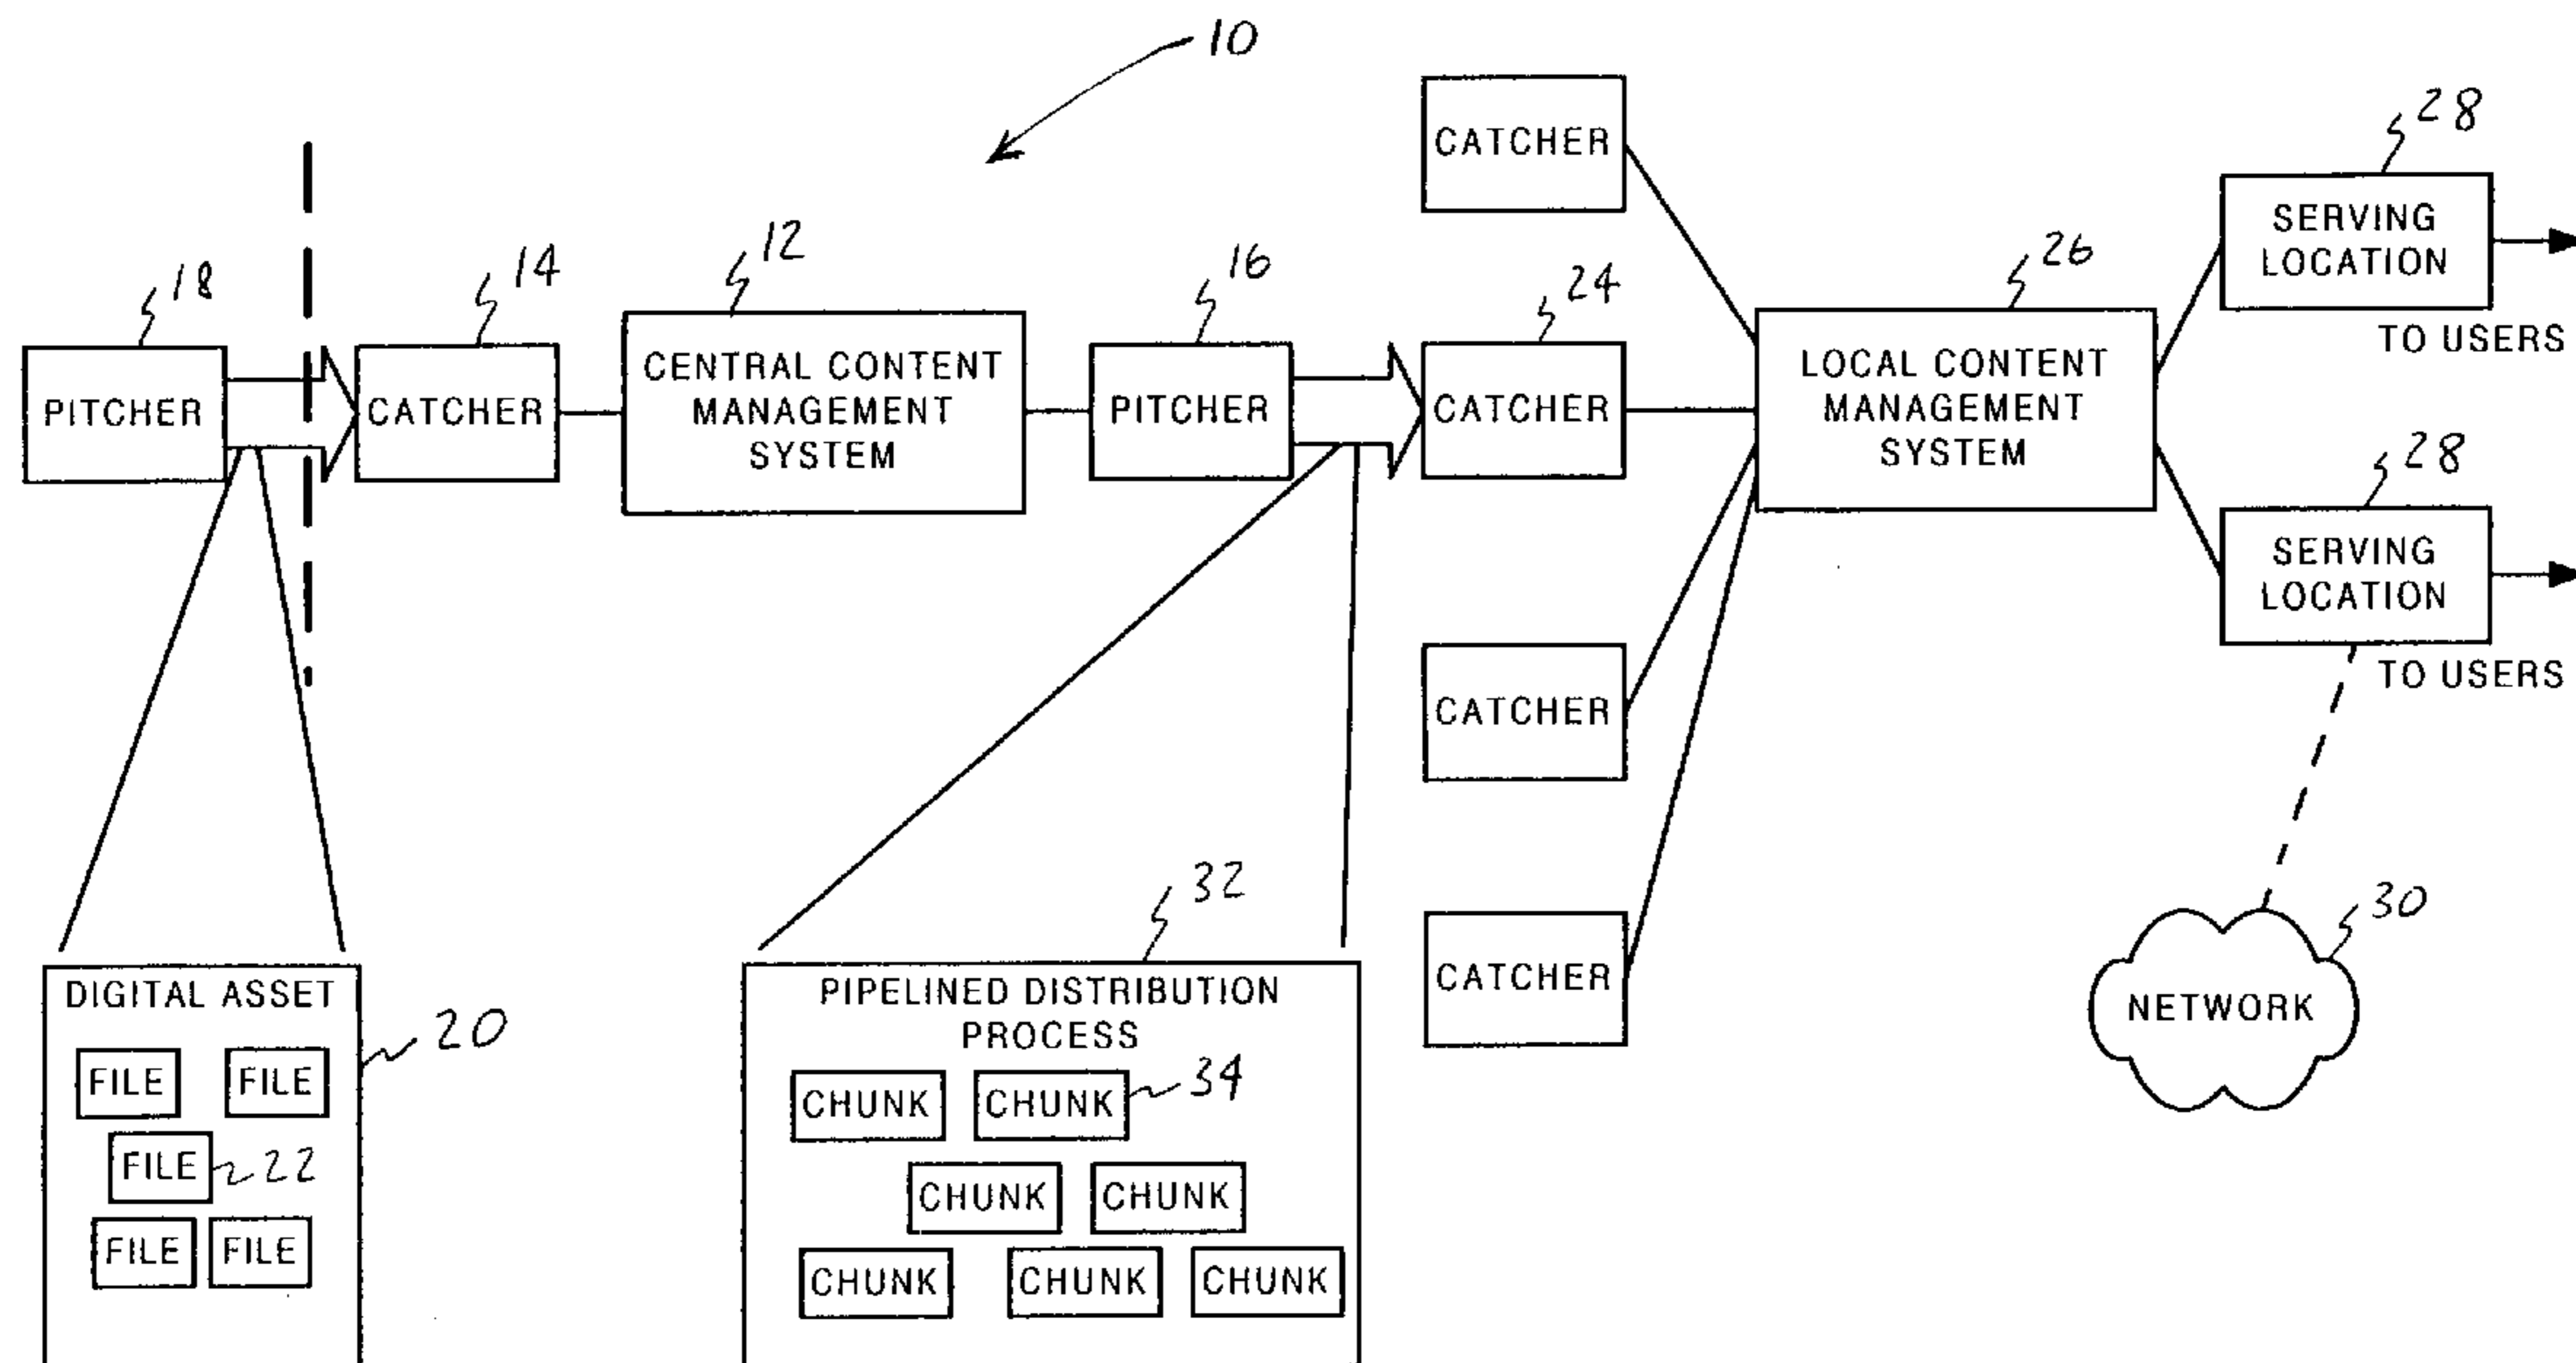 10
CATCHER
28
SERVING
LOCATION
TO USERS
18
14
12
16
24
26
PITCHER
CATCHER
CENTRAL CONTENT
MANAGEMENT
SYSTEM
PITCHER
CATCHER
LOCAL CONTENT
MANAGEMENT
SYSTEM
28
SERVING
LOCATION
TO USERS
CATCHER
CATCHER
32
30
NETWORK
DIGITAL ASSET
20
FILE
FILE
FILE
22
FILE
FILE
PIPELINED DISTRIBUTION
PROCESS
CHUNK
CHUNK
34
CHUNK
CHUNK
CHUNK
CHUNK
CHUNK